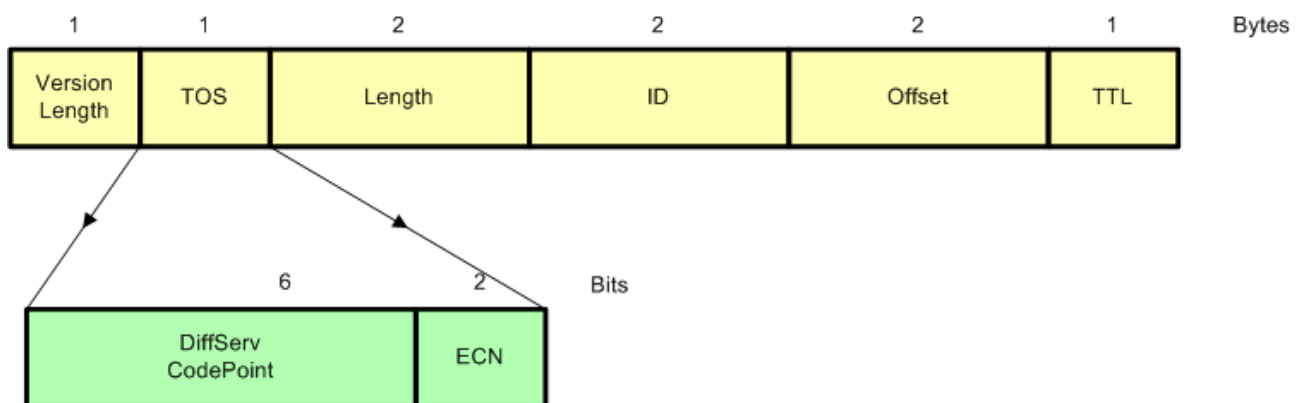 1 1 2 2 2 1 Bytes
Version
Length
TOS
Length
ID
Offset
TTL
6 2 Bits
DiffServ
CodePoint
ECN